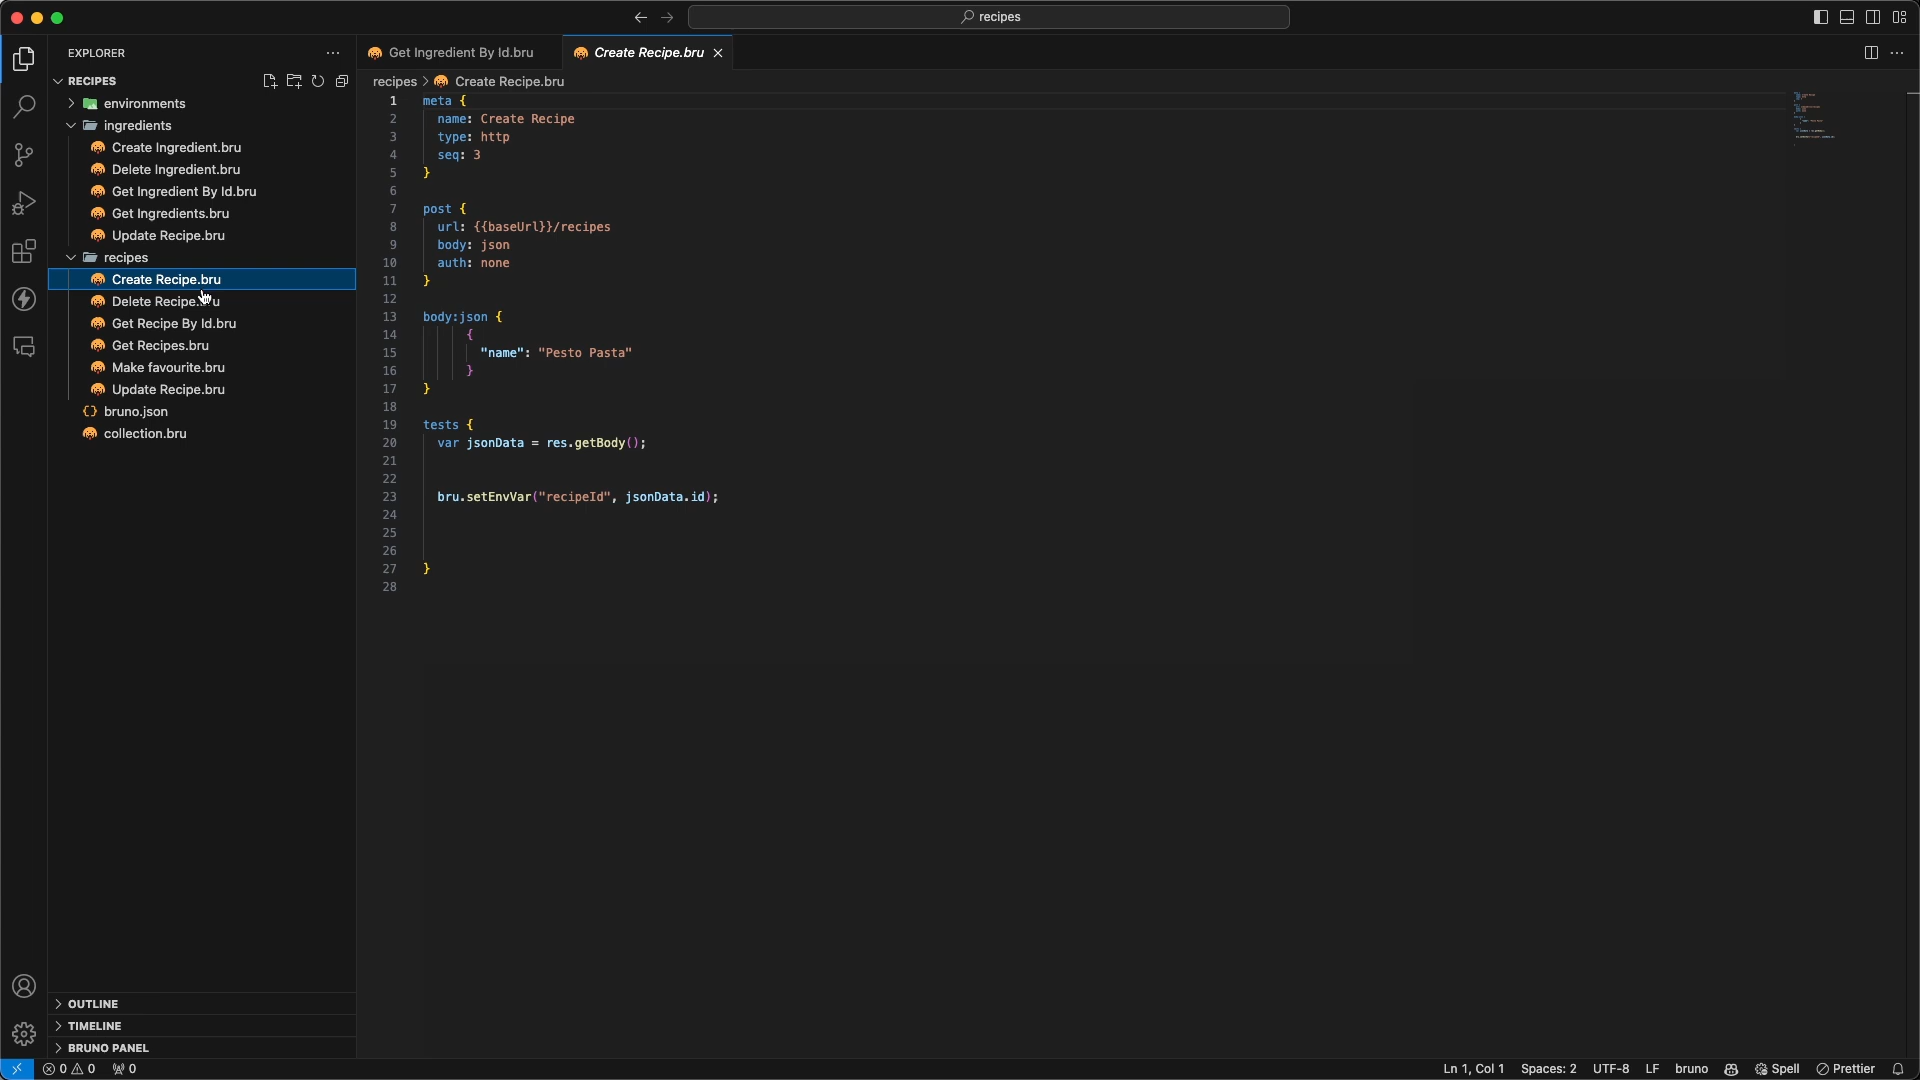 recipes
EXPLORER
RECIPES
environments
ingredients
Create Ingredient.bru
Delete Ingredient.bru
Get Ingredient By Id.bru
Get Ingredients.bru
Update Recipe.bru
recipes
Create Recipe.bru
Get Recipe By Id.bru
Get Recipes.bru
Make favourite.bru
Update Recipe.bru
bruno.json
collection.bru
OUTLINE
TIMELINE
BRUNO PANEL
Get Ingredient By Id.bru
Create Recipe.bru
recipes > Create Recipe.bru
1 meta {
2 name: Create Recipe
3 type: http
4 seq: 3
5 }
6
7 post {
8 url: {{baseUrl}}/recipes
9 body: json
10 auth: none
11 }
12
13 body:json {
14 {
15 "name": "Pesto Pasta"
16 }
17 }
18
19 tests {
20 var jsonData = res.getBody();
21
22
23 bru.setEnvVar("recipeId", jsonData.id);
24
25
26
27 }
28
0 0 0
Ln 1, Col 1 Spaces: 2 UTF-8 LF bruno Spell Prettier